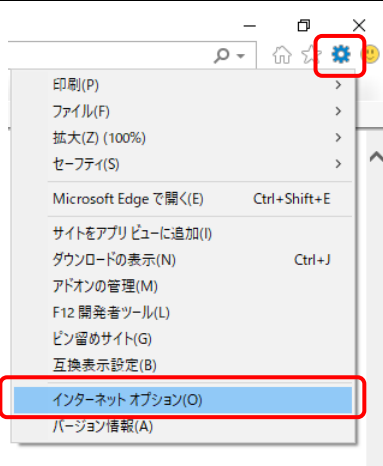 印刷(P)
ファイル(F)
拡大(Z) (100%)
セーフティ(S)
Microsoft Edge で開く(E) Ctrl+Shift+E
サイトをアプリ ビューに追加(I)
ダウンロードの表示(N) Ctrl+J
アドオンの管理(M)
F12 開発者ツール(L)
ピン留めサイト(G)
互換表示設定(B)
インターネット オプション(O)
バージョン情報(A)